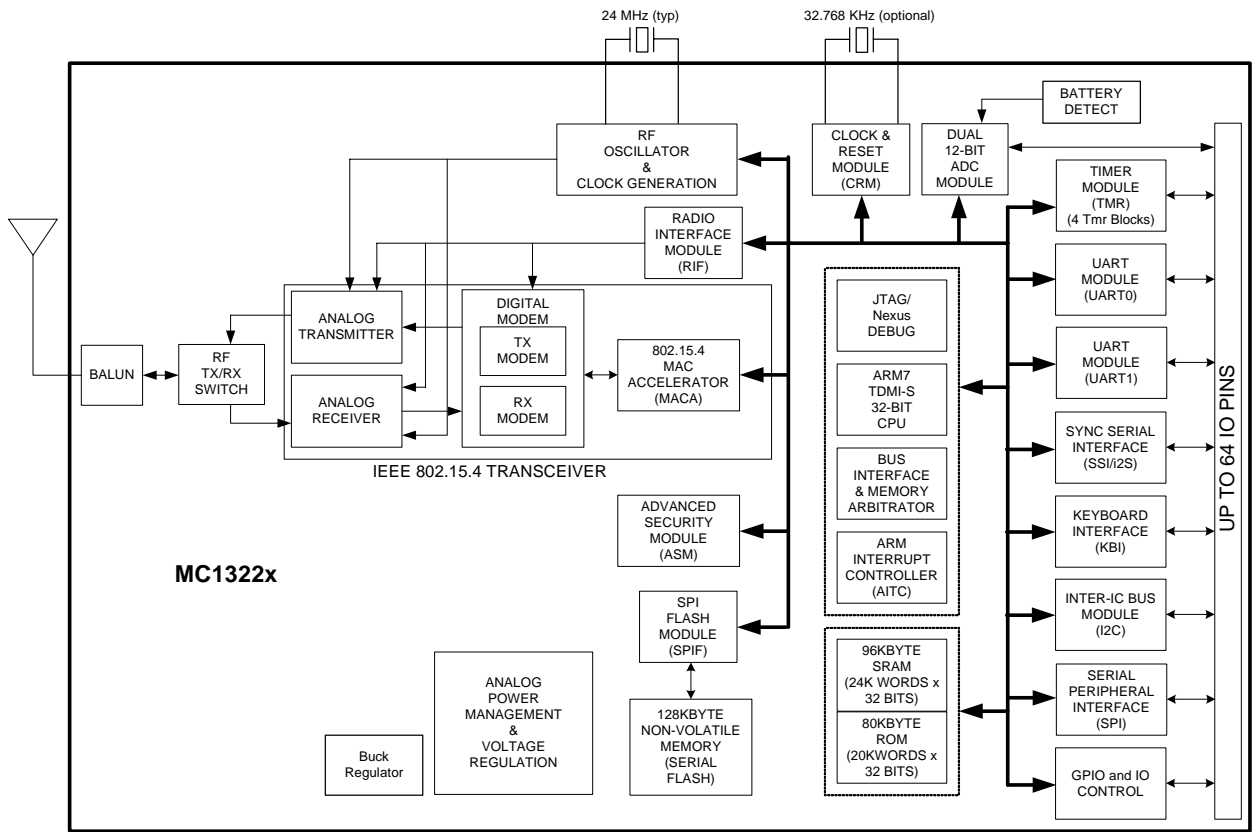 24 MHz (typ)
32.768 KHz (optional)
BATTERY
DETECT
RF
OSCILLATOR
&
CLOCK GENERATION
CLOCK &
RESET
MODULE
(CRM)
DUAL
12-BIT
ADC
MODULE
TIMER
MODULE
(TMR)
(4 Tmr Blocks)
RADIO
INTERFACE
MODULE
(RIF)
UART
MODULE
(UART0)
ANALOG
TRANSMITTER
DIGITAL
MODEM
TX
MODEM
RX
MODEM
JTAG/
Nexus
DEBUG
BALUN
RF
TX/RX
SWITCH
ANALOG
RECEIVER
802.15.4
MAC
ACCELERATOR
(MACA)
ARM7
TDMI-S
32-BIT
CPU
UART
MODULE
(UART1)
IEEE 802.15.4 TRANSCEIVER
BUS
INTERFACE
& MEMORY
ARBITRATOR
SYNC SERIAL
INTERFACE
(SSI/i2S)
UP TO 64 IO PINS
ADVANCED
SECURITY
MODULE
(ASM)
ARM
INTERRUPT
CONTROLLER
(AITC)
KEYBOARD
INTERFACE
(KBI)
MC1322x
SPI
FLASH
MODULE
(SPIF)
INTER-IC BUS
MODULE
(I2C)
ANALOG
POWER
MANAGEMENT
&
VOLTAGE
REGULATION
96KBYTE
SRAM
(24K WORDS x
32 BITS)
SERIAL
PERIPHERAL
INTERFACE
(SPI)
Buck
Regulator
128KBYTE
NON-VOLATILE
MEMORY
(SERIAL
FLASH)
80KBYTE
ROM
(20KWORDS x
32 BITS)
GPIO and IO
CONTROL